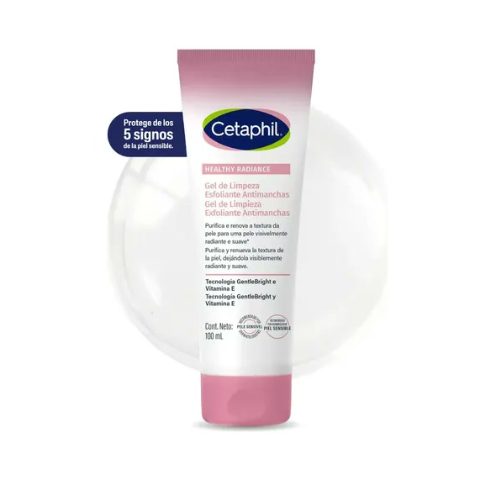 Protege de los
5 signos
de la piel sensible.
Cetaphil
HEALTHY RADIANCE
Gel de Limpeza
Esfoliante Antimanchas
Gel de Limpieza
Exfoliante Antimanchas
Purifica e renova a textura da
pele para uma pele visivelmente
radiante e suave*
Purifica y renueva la textura de
la piel, dejándola visiblemente
radiante y suave.
Tecnologia GentleBright e
Vitamina E
Tecnología GentleBright y
Vitamina E
Cont. Neto:
100 mL
PELE SENSÍVEL
PIEL SENSIBLE